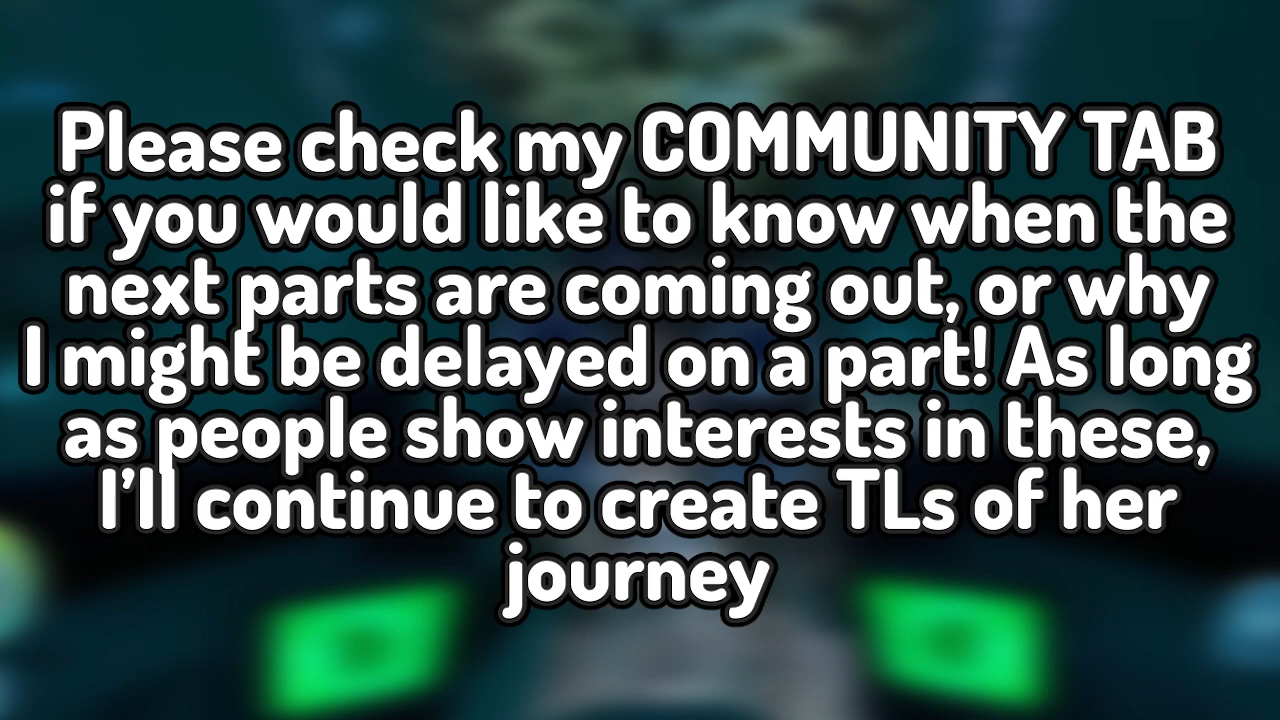 Please check my COMMUNITY TAB
if you would like to know when the
next parts are coming out, or why
I might be delayed on a part! As long
as people show interests in these,
I'll continue to create TLs of her
journey